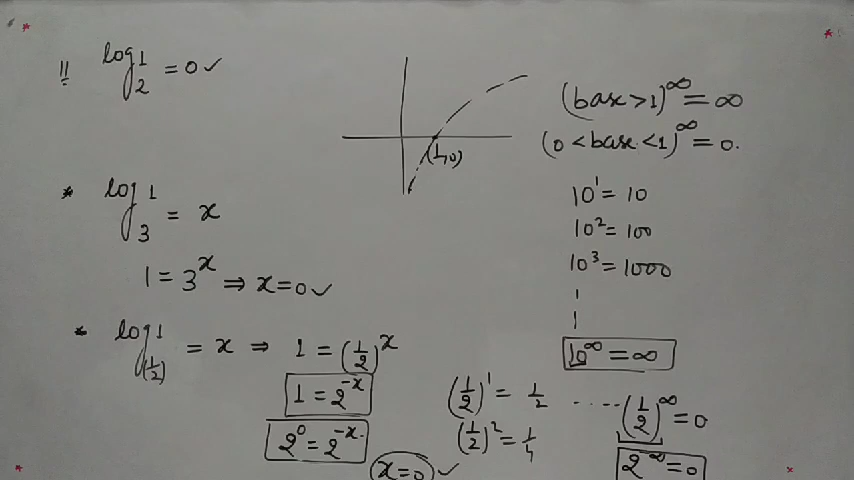 11 log₂ 1 = 0 ✓
(1,0)
(base > 1)^∞ = ∞
(0 < base < 1)^∞ = 0.
* log₃ 1 = x
1 = 3^x ⇒ x = 0 ✓
10¹ = 10
10² = 100
10³ = 1000
10^∞ = ∞
* log_(1/2) 1 = x ⇒ 1 = (1/2)^x
1 = 2^-x
2⁰ = 2^-x.
x = 0 ✓
(1/2)¹ = 1/2 ..... (1/2)^∞ = 0
(1/2)² = 1/4
2^-∞ = 0